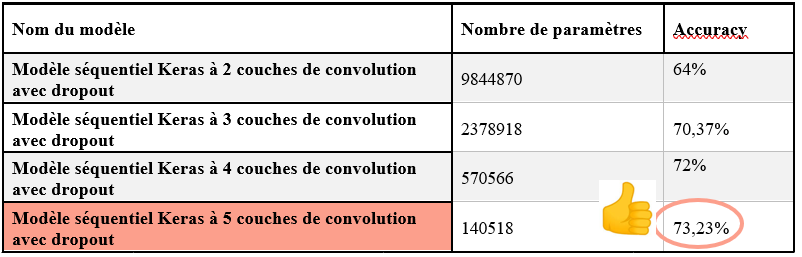 Nom du modèle Nombre de paramètres Accuracy
Modèle séquentiel Keras à 2 couches de convolution
avec dropout 9844870 64%
Modèle séquentiel Keras à 3 couches de convolution
avec dropout 2378918 70,37%
Modèle séquentiel Keras à 4 couches de convolution
avec dropout 570566 72%
Modèle séquentiel Keras à 5 couches de convolution
avec dropout 140518 73,23%